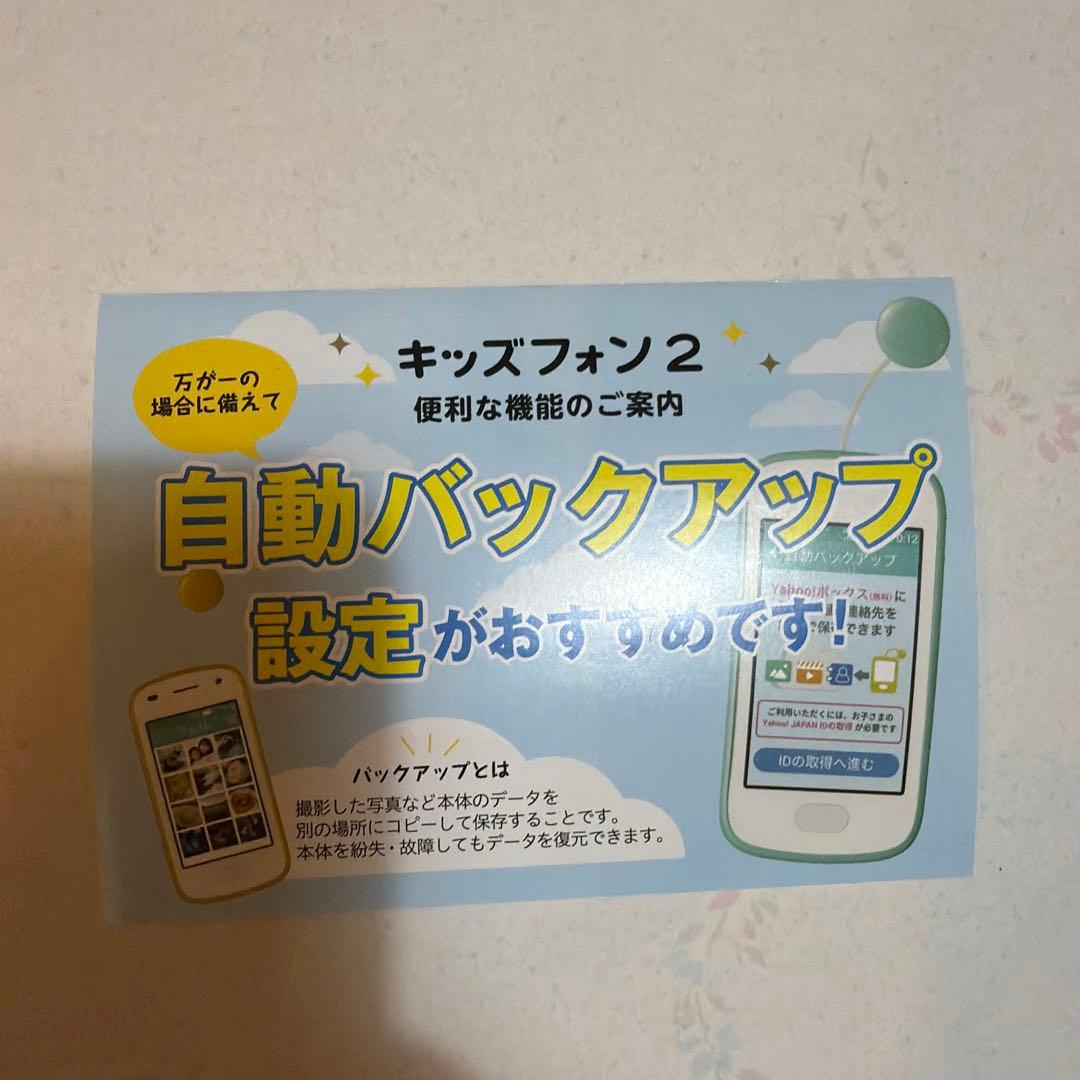 万が一の
場合に備えて
キッズフォン2
便利な機能のご案内
自動バックアップ
設定がおすすめです!
0:12
自動バックアップ
Yahoo!ボックス(無料)に
連絡先を
保 できます
ご利用いただくには、お子さまの
Yahoo! JAPAN IDの取得 が必要です
IDの取得へ進む
バックアップとは
撮影した写真など本体のデータを
別の場所にコピーして保存することです。
本体を紛失・故障してもデータを復元できます。